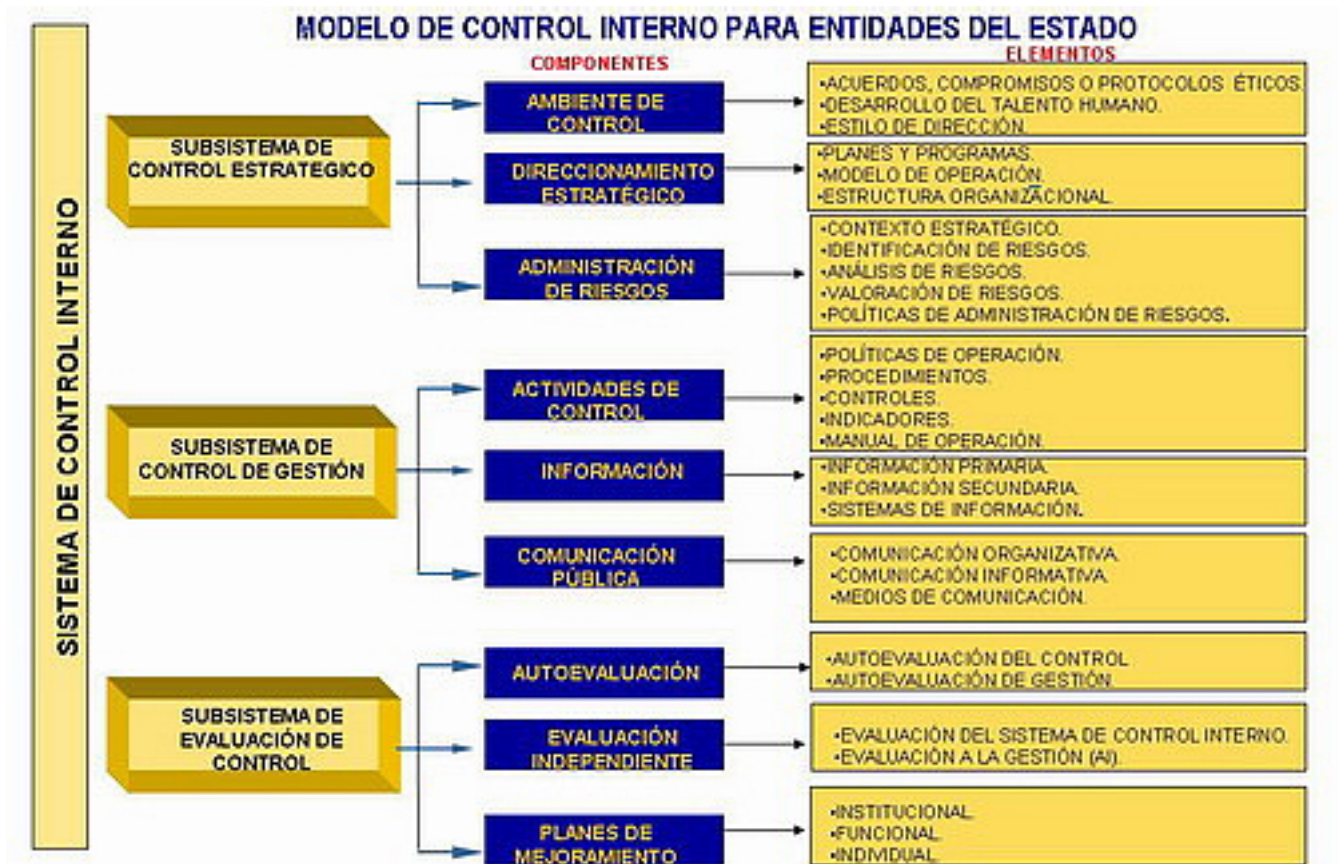 MODELO DE CONTROL INTERNO PARA ENTIDADES DEL ESTADO
COMPONENTES
ELEMENTOS
SISTEMA DE CONTROL INTERNO
SUBSISTEMA DE
CONTROL ESTRATÉGICO
AMBIENTE DE
CONTROL
•ACUERDOS, COMPROMISOS O PROTOCOLOS ÉTICOS.
•DESARROLLO DEL TALENTO HUMANO.
•ESTILO DE DIRECCIÓN.
DIRECCIONAMIENTO
ESTRATÉGICO
•PLANES Y PROGRAMAS.
•MODELO DE OPERACIÓN.
•ESTRUCTURA ORGANIZACIONAL.
ADMINISTRACIÓN
DE RIESGOS
•CONTEXTO ESTRATÉGICO.
•IDENTIFICACIÓN DE RIESGOS.
•ANÁLISIS DE RIESGOS.
•VALORACIÓN DE RIESGOS.
•POLÍTICAS DE ADMINISTRACIÓN DE RIESGOS.
SUBSISTEMA DE
CONTROL DE GESTIÓN
ACTIVIDADES DE
CONTROL
•POLÍTICAS DE OPERACIÓN.
•PROCEDIMIENTOS.
•CONTROLES.
•INDICADORES.
•MANUAL DE OPERACIÓN.
INFORMACIÓN
•INFORMACIÓN PRIMARIA.
•INFORMACIÓN SECUNDARIA.
•SISTEMAS DE INFORMACIÓN.
COMUNICACIÓN
PÚBLICA
•COMUNICACIÓN ORGANIZATIVA.
•COMUNICACIÓN INFORMATIVA.
•MEDIOS DE COMUNICACIÓN.
SUBSISTEMA DE
EVALUACIÓN DE
CONTROL
AUTOEVALUACIÓN
•AUTOEVALUACIÓN DEL CONTROL
•AUTOEVALUACIÓN DE GESTIÓN
EVALUACIÓN
INDEPENDIENTE
•EVALUACIÓN DEL SISTEMA DE CONTROL INTERNO.
•EVALUACIÓN A LA GESTIÓN (AI).
PLANES DE
MEJORAMIENTO
•INSTITUCIONAL.
•FUNCIONAL.
•INDIVIDUAL.